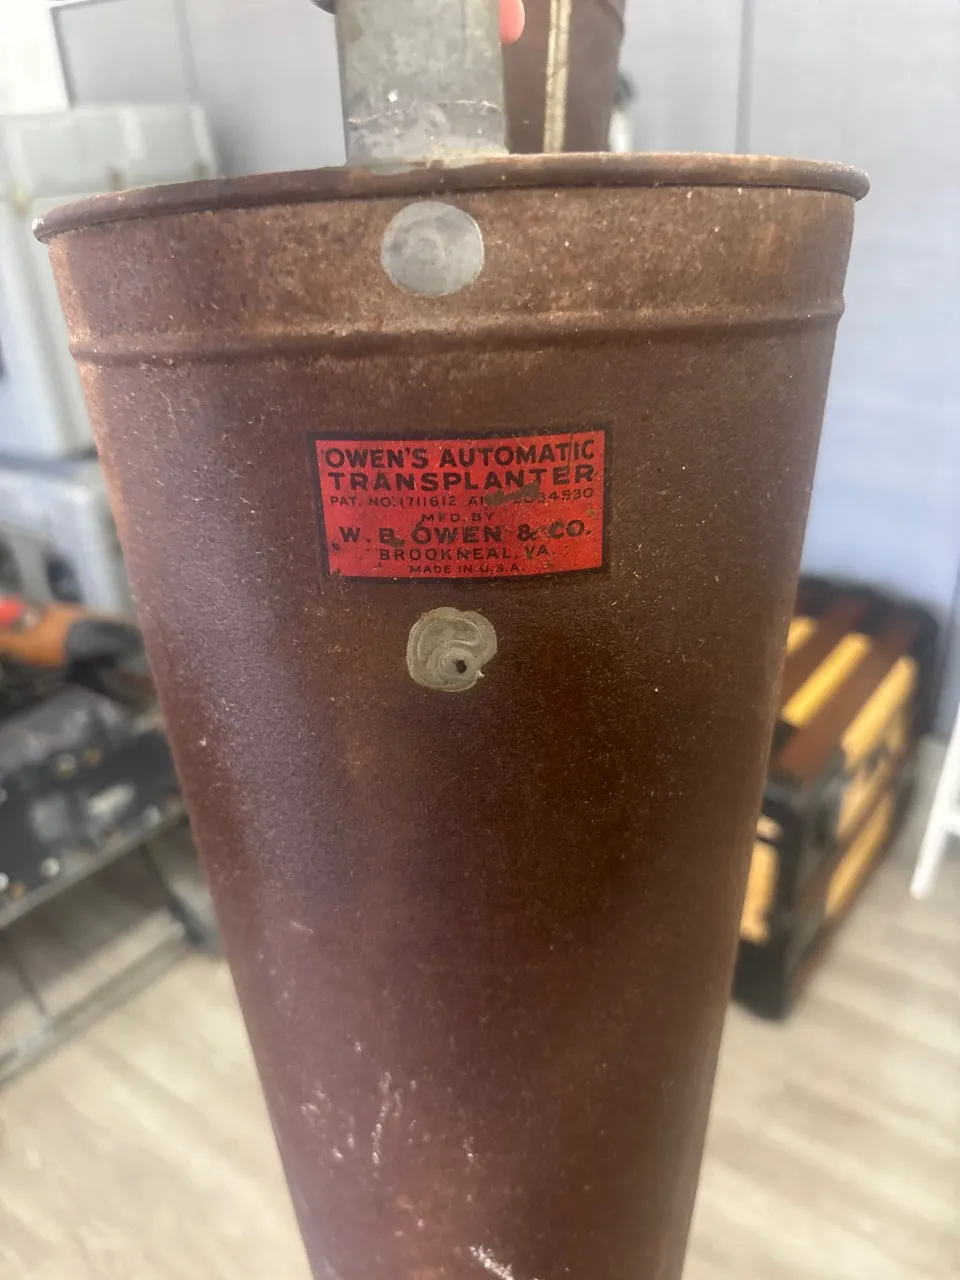 OWEN'S AUTOMATIC
TRANSPLANTER
PAT. NO. 1711612
MFD. BY
W. B. OWEN & CO.
BROOKNEAL, VA.
MADE IN U.S.A.